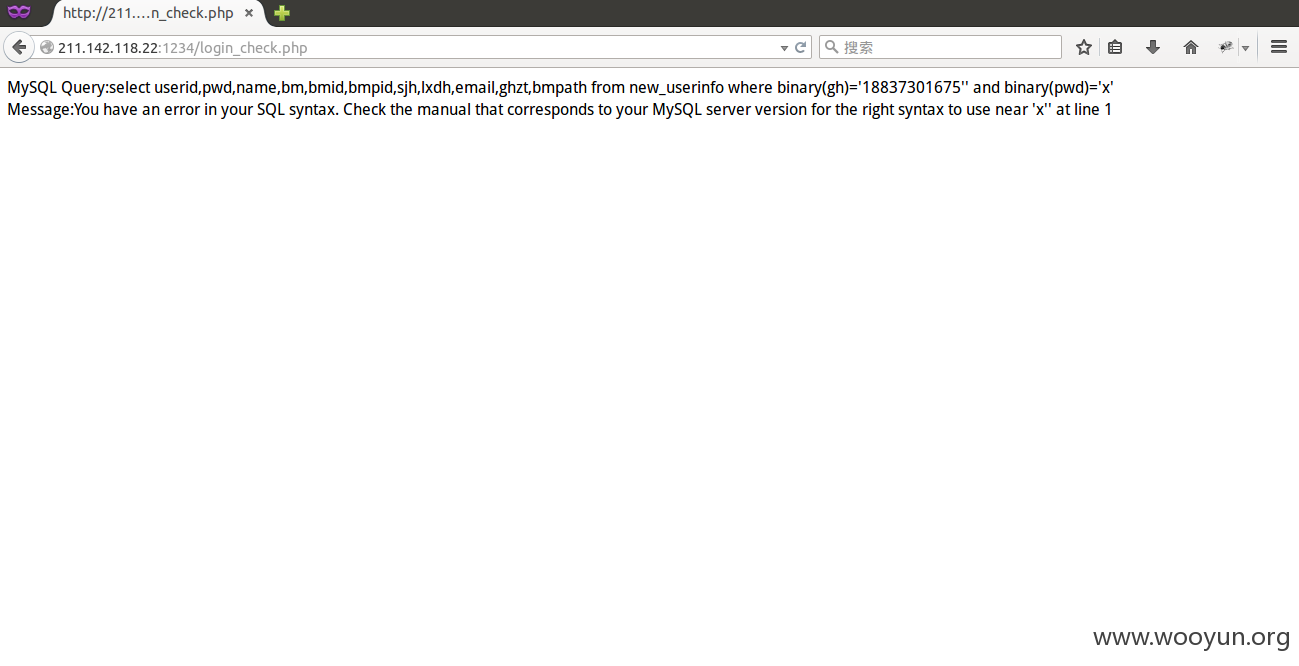 http://211....n_check.php
211.142.118.22:1234/login_check.php
搜索
MySQL Query:select userid,pwd,name,bm,bmid,bmpid,sjh,lxdh,email,ghzt,bmpath from new_userinfo where binary(gh)='18837301675'' and binary(pwd)='x'
Message:You have an error in your SQL syntax. Check the manual that corresponds to your MySQL server version for the right syntax to use near 'x'' at line 1
www.wooyun.org